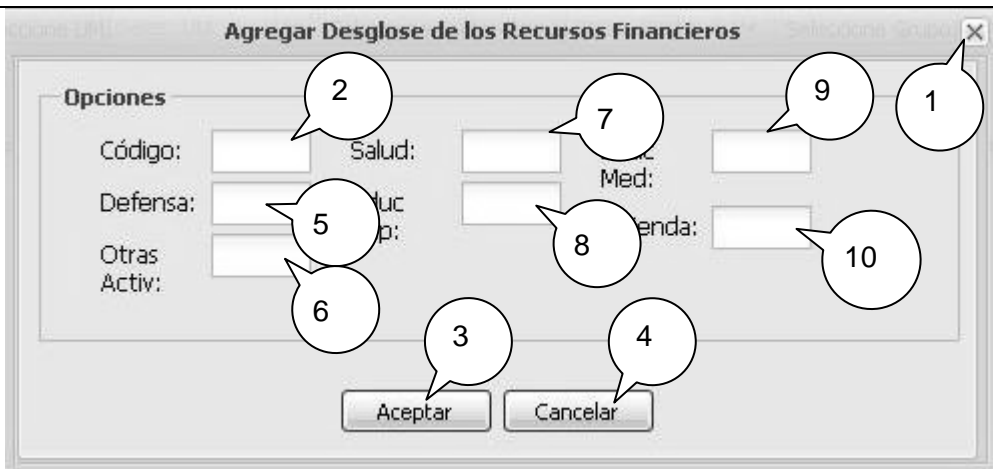 Agregar Desglose de los Recursos Financieros
1
Opciones
2
7
9
Código:
Salud:
Med:
Defensa:
5
8
10
Otras
Activ:
6
3
4
Aceptar
Cancelar